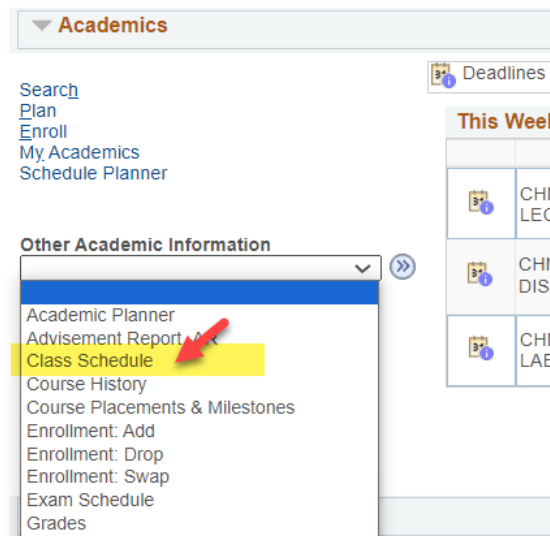 Academics
Search
Plan
Enroll
My Academics
Schedule Planner
Deadlines
This
Other Academic Information
Academic Planner
Advisement Report
Class Schedule
Course History
Course Placements & Milestones
Enrollment: Add
Enrollment: Drop
Enrollment: Swap
Exam Schedule
Grades